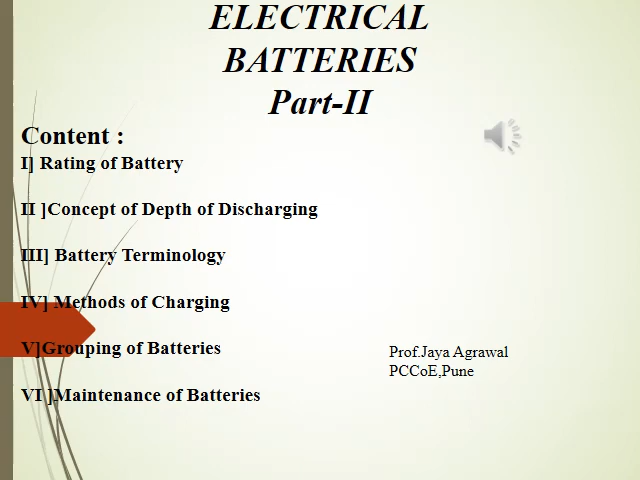 ELECTRICAL
BATTERIES
Part-II
Content :
I] Rating of Battery
II ]Concept of Depth of Discharging
III] Battery Terminology
IV] Methods of Charging
V]Grouping of Batteries
Prof.Jaya Agrawal
PCCoE,Pune
VI ]Maintenance of Batteries